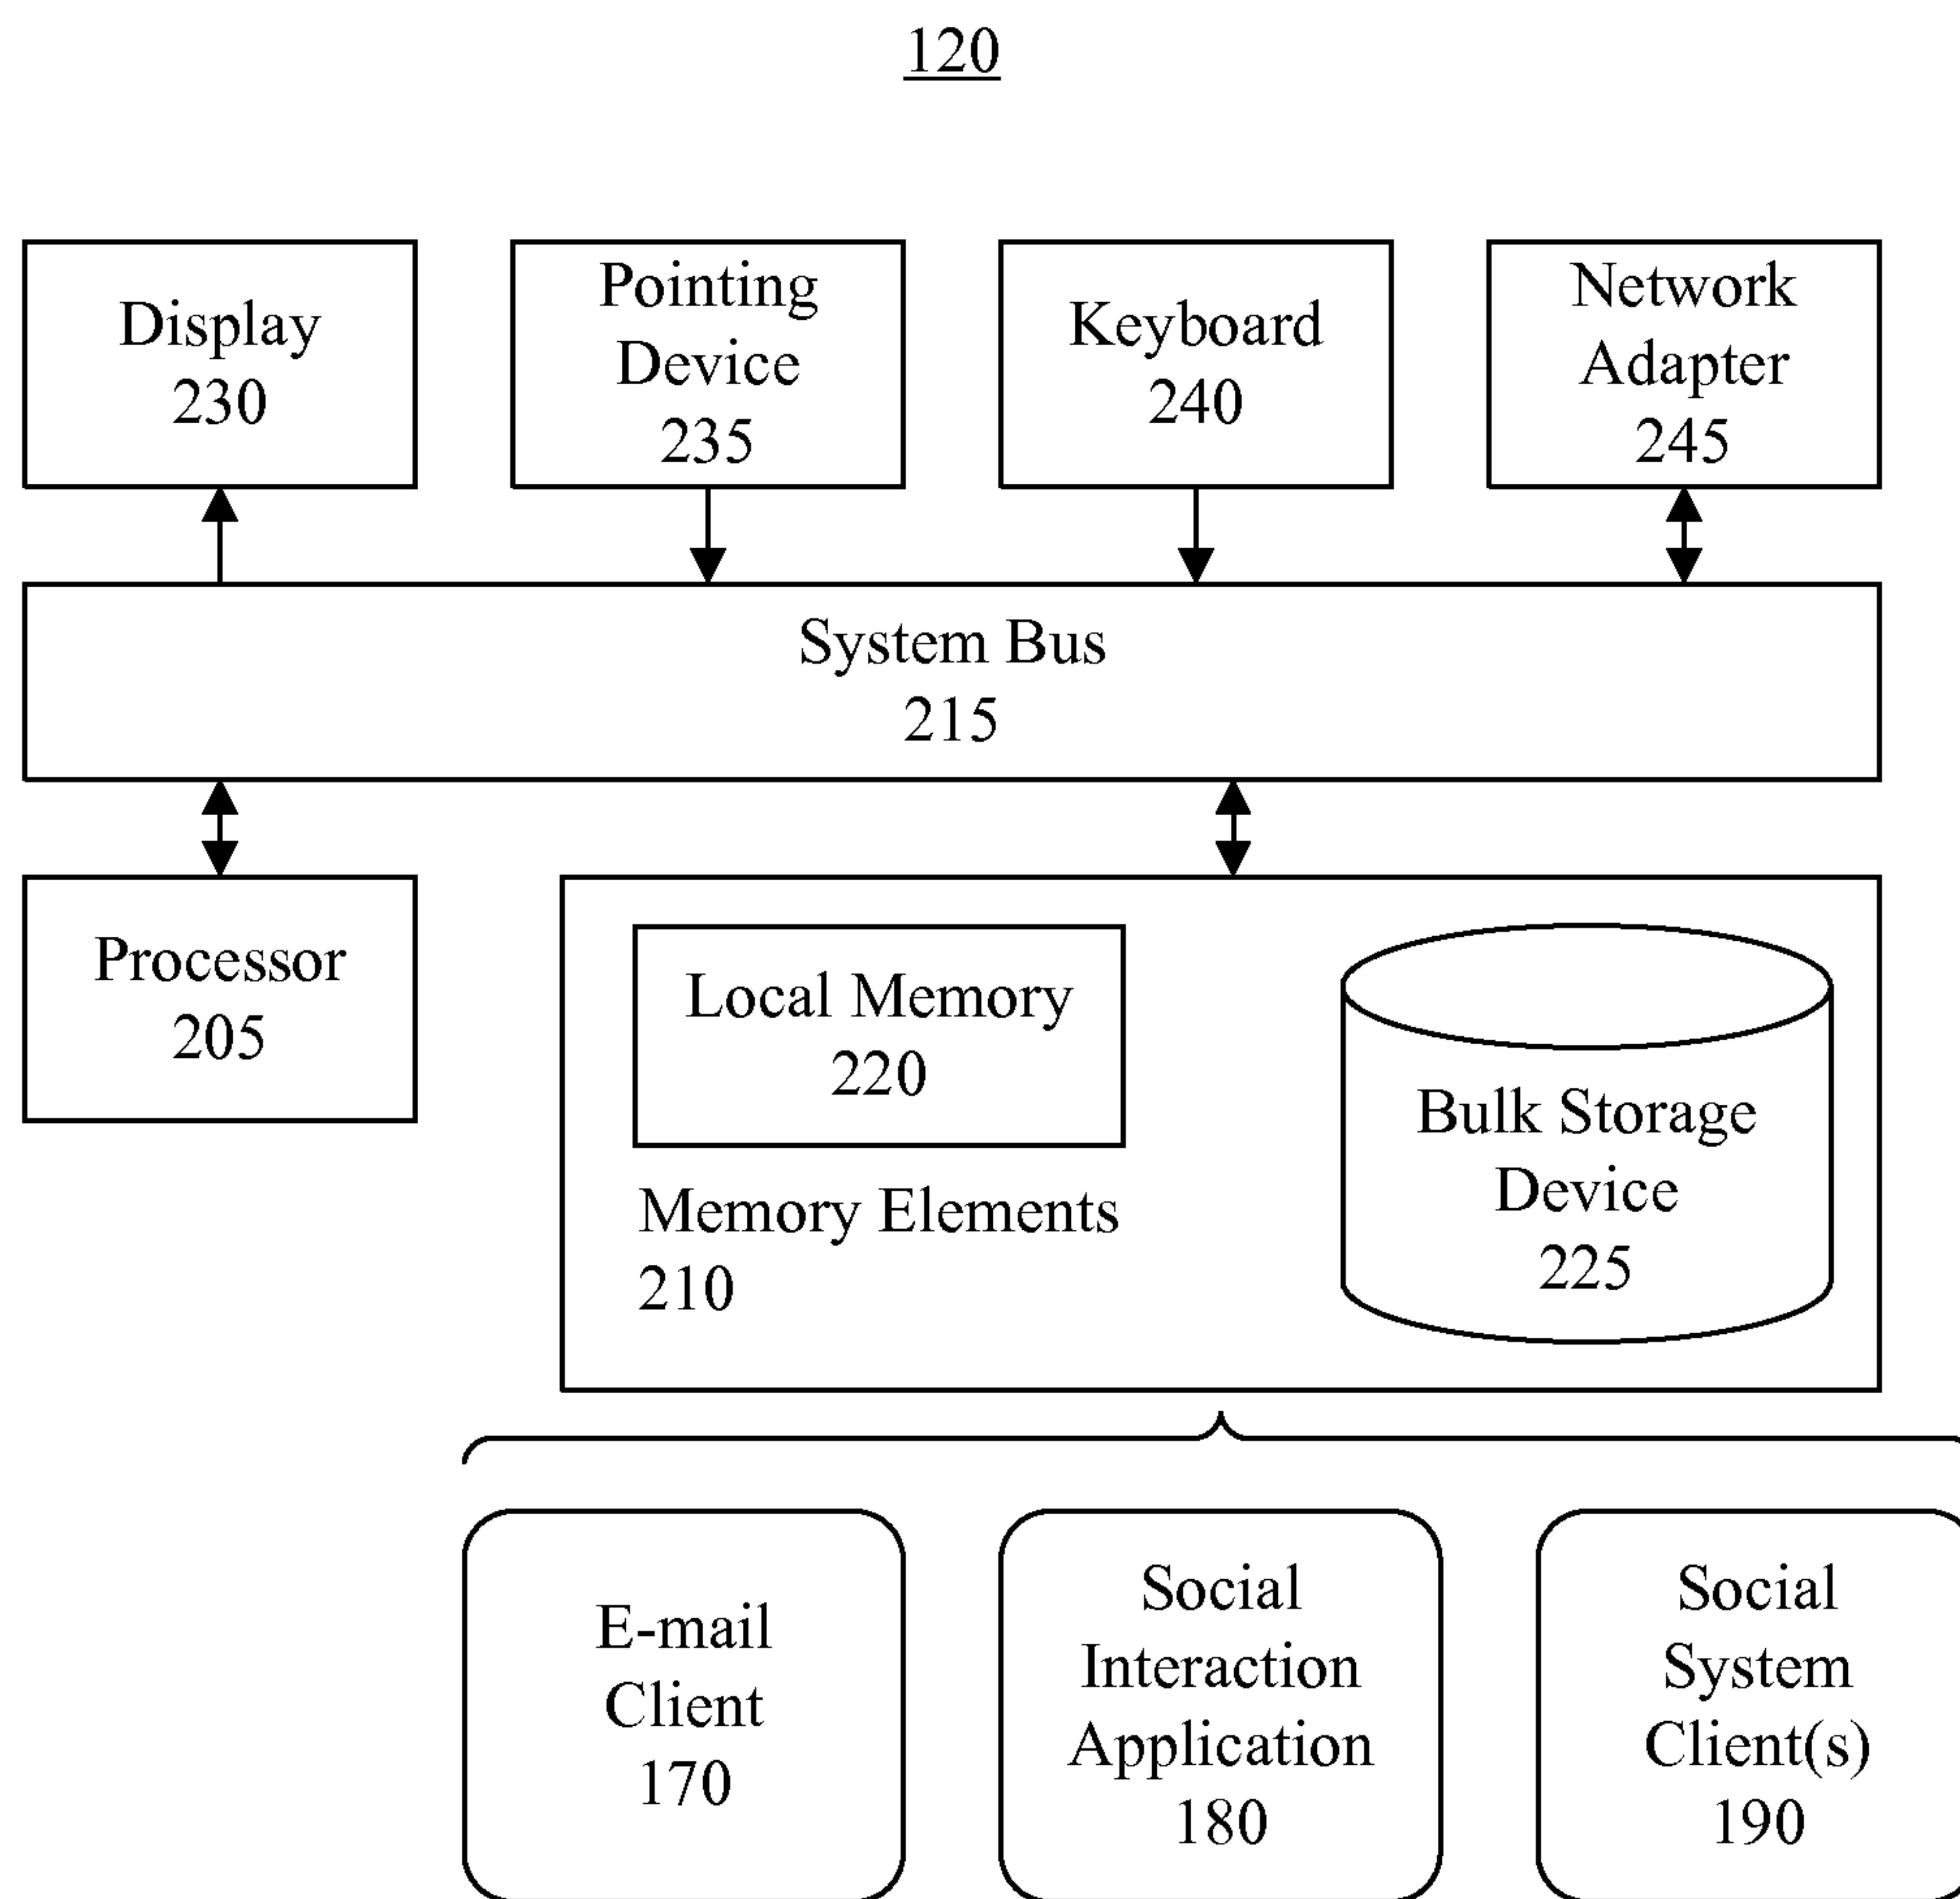 120
Display
230
Pointing
Device
235
Keyboard
240
Network
Adapter
245
System Bus
215
Processor
205
Local Memory
220
Memory Elements
210
Bulk Storage
Device
225
E-mail
Client
170
Social
Interaction
Application
180
Social
System
Client(s)
190